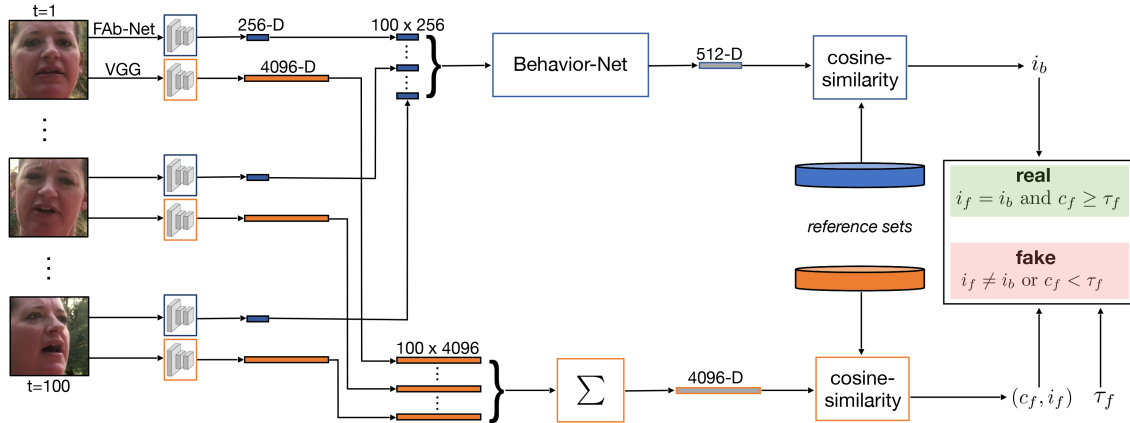 t=1
FAb-Net
256-D
100 x 256
VGG
4096-D
Behavior-Net
512-D
cosine-
similarity
i_b
real
i_f = i_b and c_f ≥ τ_f
reference sets
fake
i_f ≠ i_b or c_f < τ_f
t=100
100 x 4096
∑
4096-D
cosine-
similarity
(c_f, i_f)
τ_f